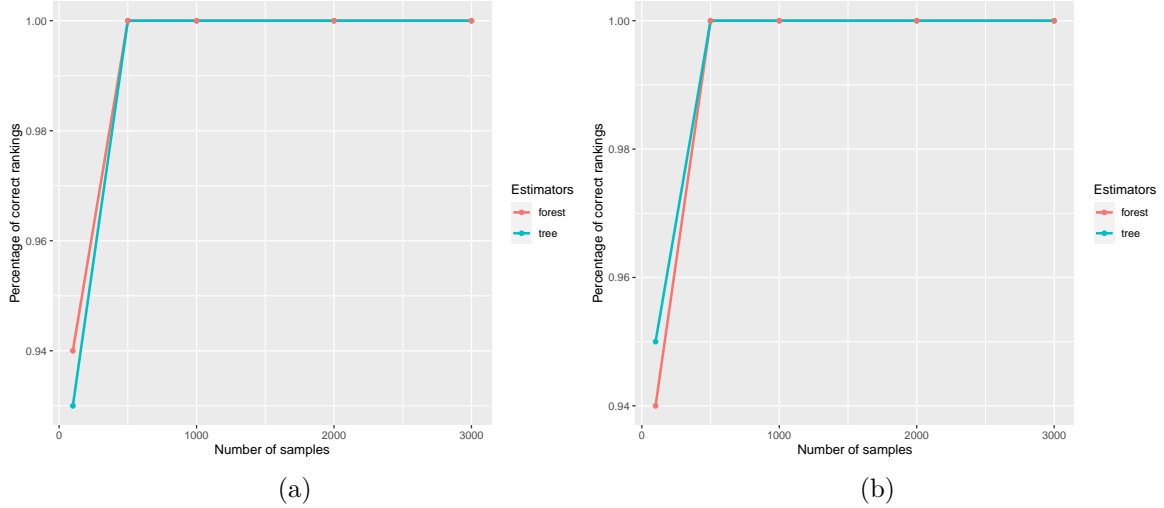 1.00
0.98
0.96
0.94
Percentage of correct rankings
0
1000
2000
3000
Number of samples
Estimators
forest
tree
(a)
1.00
0.98
0.96
0.94
Percentage of correct rankings
0
1000
2000
3000
Number of samples
Estimators
forest
tree
(b)